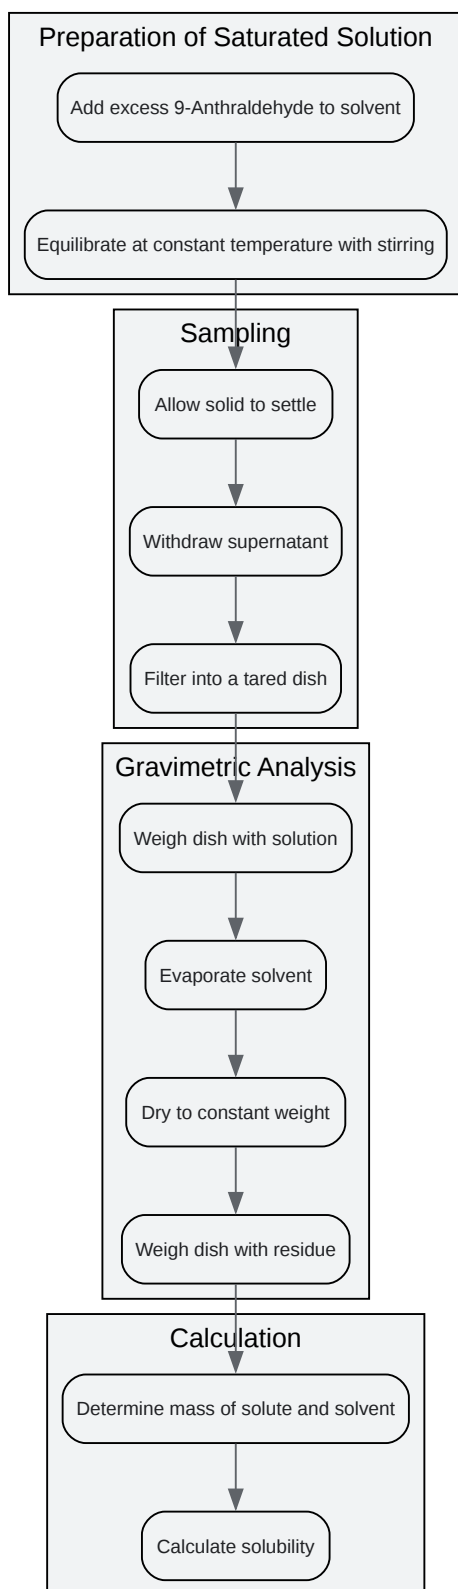 Preparation of Saturated Solution
Add excess 9-Anthraldehyde to solvent
Equilibrate at constant temperature with stirring
Sampling
Allow solid to settle
Withdraw supernatant
Filter into a tared dish
Gravimetric Analysis
Weigh dish with solution
Evaporate solvent
Dry to constant weight
Weigh dish with residue
Calculation
Determine mass of solute and solvent
Calculate solubility